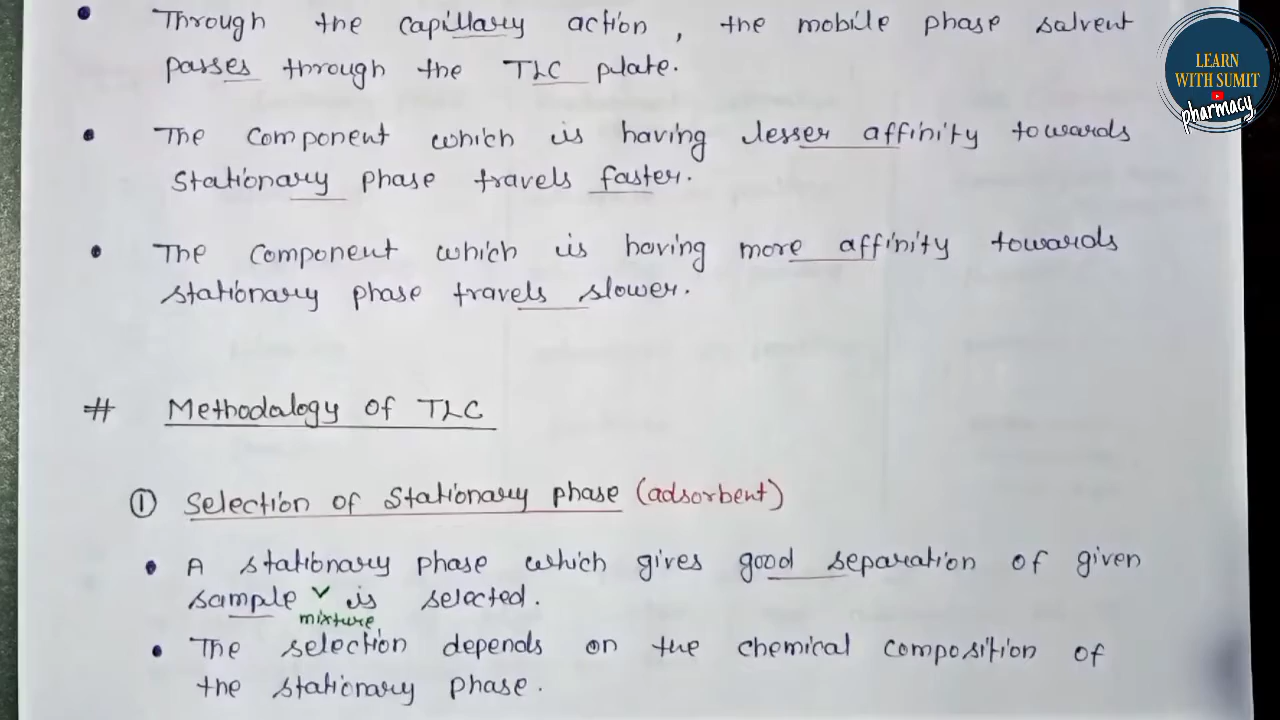 • Through the capillary action, the mobile phase solvent
passes through the TLC plate.
• The component which is having lesser affinity towards
stationary phase travels faster.
• The component which is having more affinity towards
stationary phase travels slower.
# Methodology of TLC
① Selection of Stationary phase (adsorbent)
• A stationary phase which gives good separation of given
sample ˅ is selected.
mixture
• The selection depends on the chemical composition of
the stationary phase.
LEARN
WITH SUMIT
pharmacy